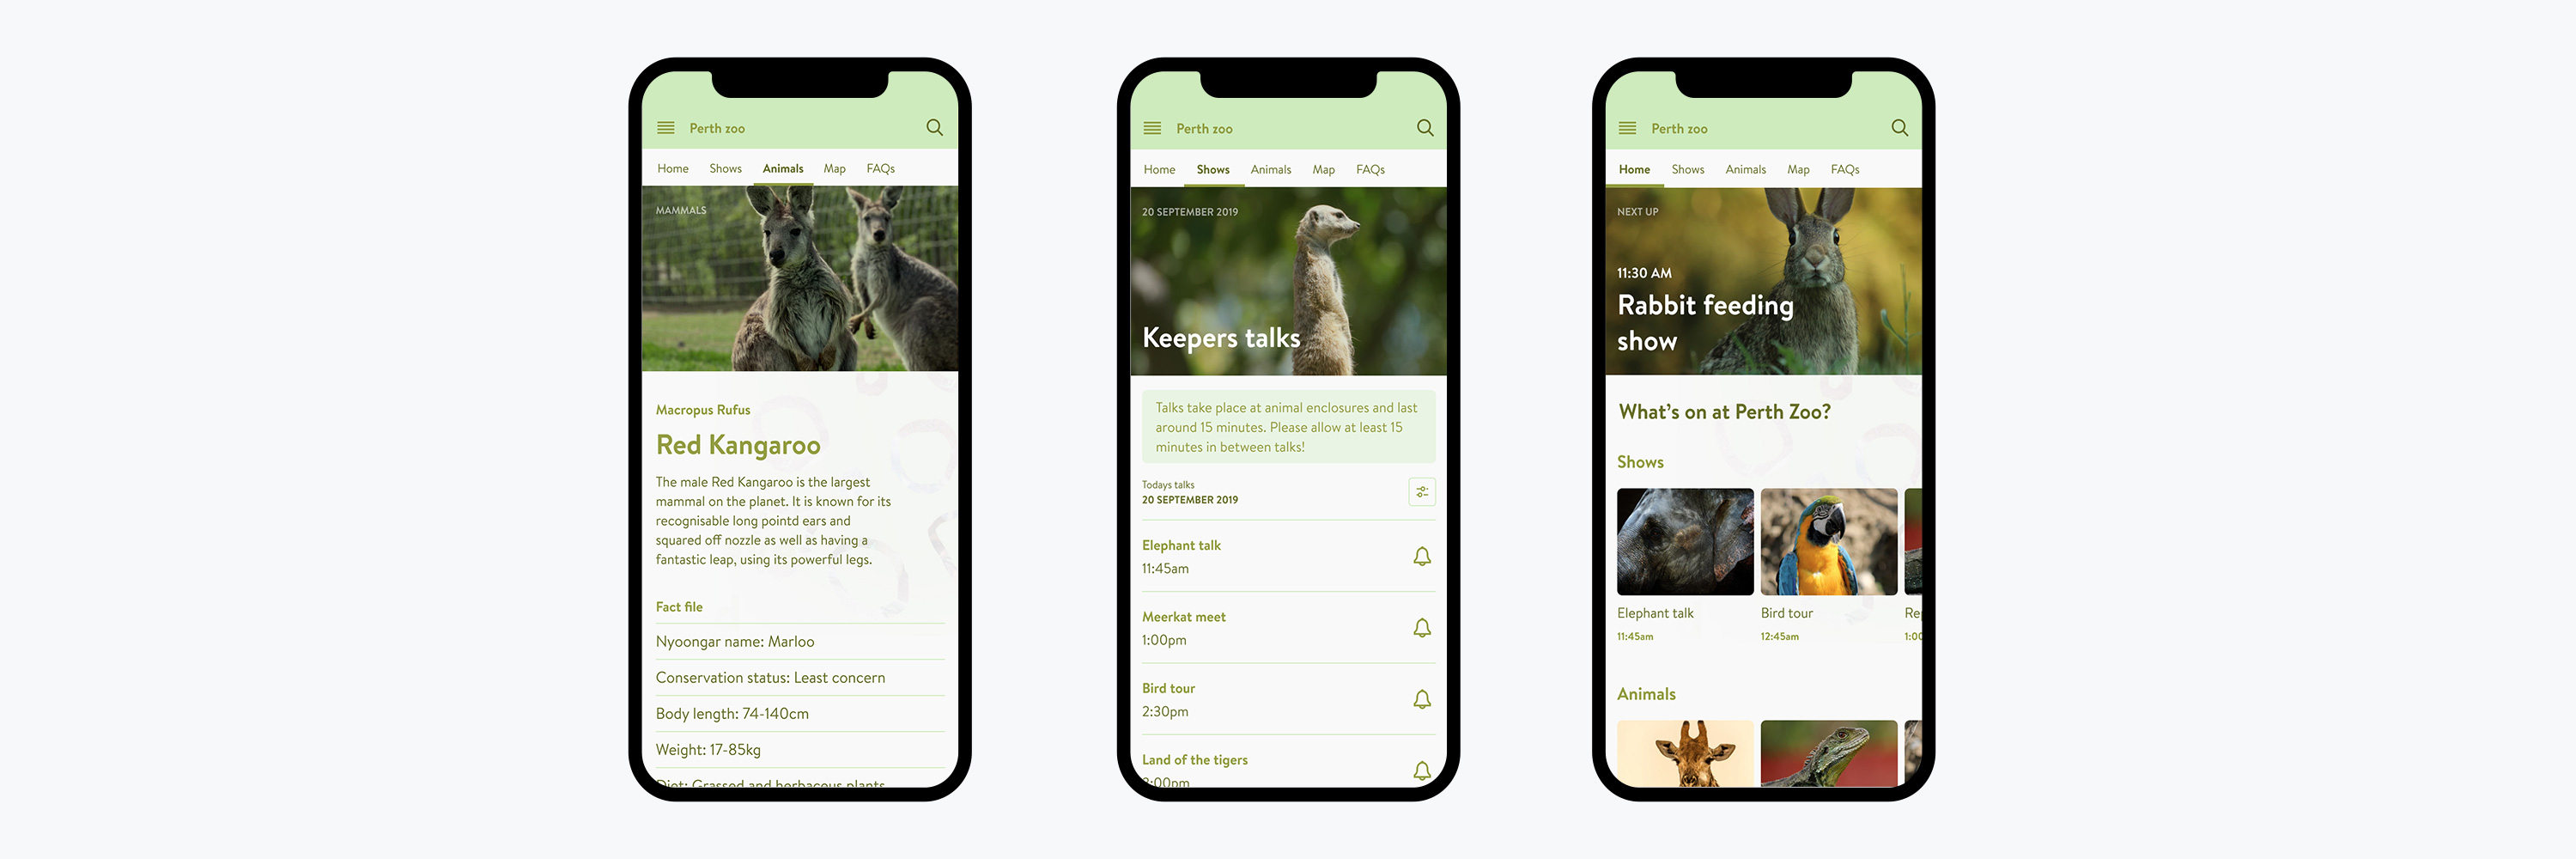 Perth zoo
Home Shows Animals Map FAQs
MAMMALS
Macropus Rufus
Red Kangaroo
The male Red Kangaroo is the largest
mammal on the planet. It is known for its
recognisable long pointd ears and
squared off nozzle as well as having a
fantastic leap, using its powerful legs.
Fact file
Nyoongar name: Marloo
Conservation status: Least concern
Body length: 74-140cm
Weight: 17-85kg
Diet: Grassed and herbaceous plants
Perth zoo
Home Shows Animals Map FAQs
20 SEPTEMBER 2019
Keepers talks
Talks take place at animal enclosures and last
around 15 minutes. Please allow at least 15
minutes in between talks!
Todays talks
20 SEPTEMBER 2019
Elephant talk
11:45am
Meerkat meet
1:00pm
Bird tour
2:30pm
Land of the tigers
Perth zoo
Home Shows Animals Map FAQs
NEXT UP
11:30 AM
Rabbit feeding
show
What's on at Perth Zoo?
Shows
Elephant talk Bird tour
11:45am 12:45am
Animals